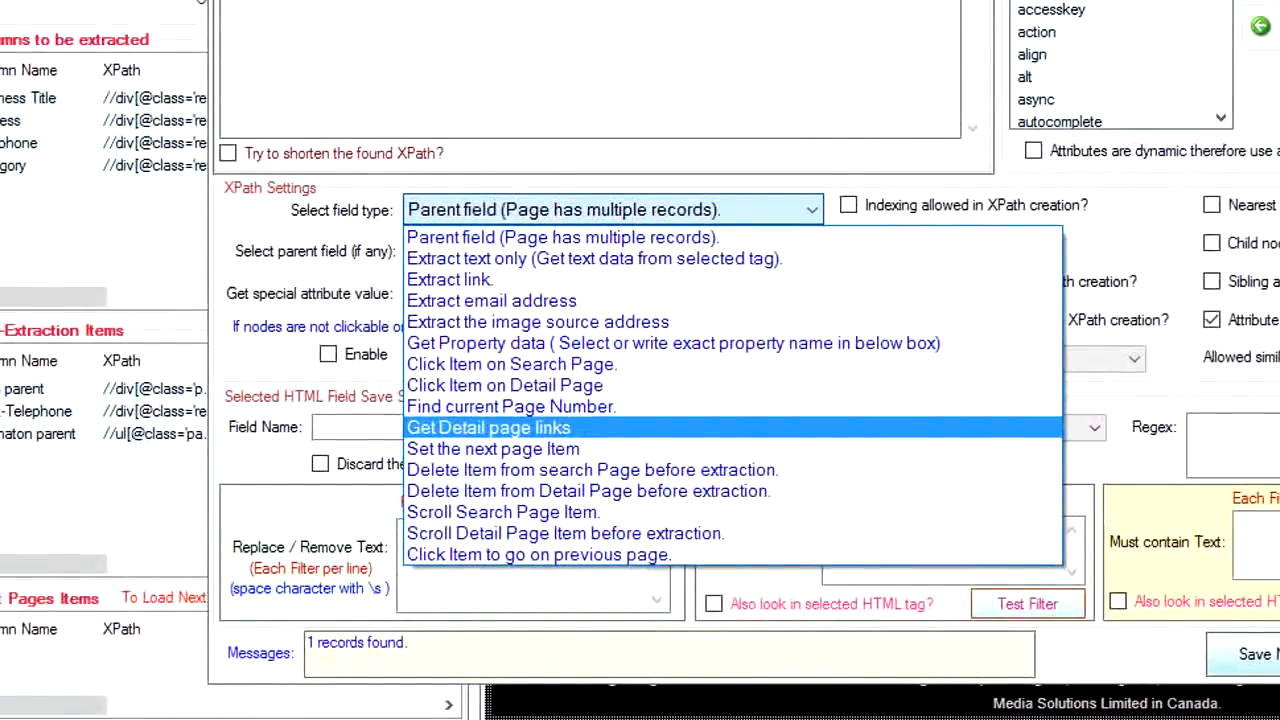 mns to be extracted
mn Name XPath
ness Title //div[@class='re
ess //div[@class='re
phone //div[@class='re
gory //div[@class='re
-Extraction Items
mn Name XPath
parent //div[@class='p.
-Telephone //div[@class='re
naton parent //ul[@class='pa.
Pages Items To Load Next
mn Name XPath
accesskey
action
align
alt
async
autocomplete
Try to shorten the found XPath?
Attributes are dynamic therefore use a
XPath Settings
Select field type: Parent field (Page has multiple records).
Indexing allowed in XPath creation?
Nearest
Select parent field (if any):
Child no
Get special attribute value:
th creation?
Sibling a
If nodes are not clickable o
XPath creation?
Attribute
Enable
Allowed simil
Parent field (Page has multiple records).
Extract text only (Get text data from selected tag).
Extract link.
Extract email address
Extract the image source address
Get Property data ( Select or write exact property name in below box)
Click Item on Search Page.
Click Item on Detail Page
Find current Page Number.
Get Detail page links
Set the next page Item
Delete Item from search Page before extraction.
Delete Item from Detail Page before extraction.
Scroll Search Page Item.
Scroll Detail Page Item before extraction.
Click Item to go on previous page.
Selected HTML Field Save S
Field Name:
Regex:
Discard the
Replace / Remove Text:
(Each Filter per line)
(space character with \s )
Each Fi
Must contain Text:
Also look in selected HTML tag?
Test Filter
Also look in selected HT
Messages: 1 records found.
Save N
Media Solutions Limited in Canada.